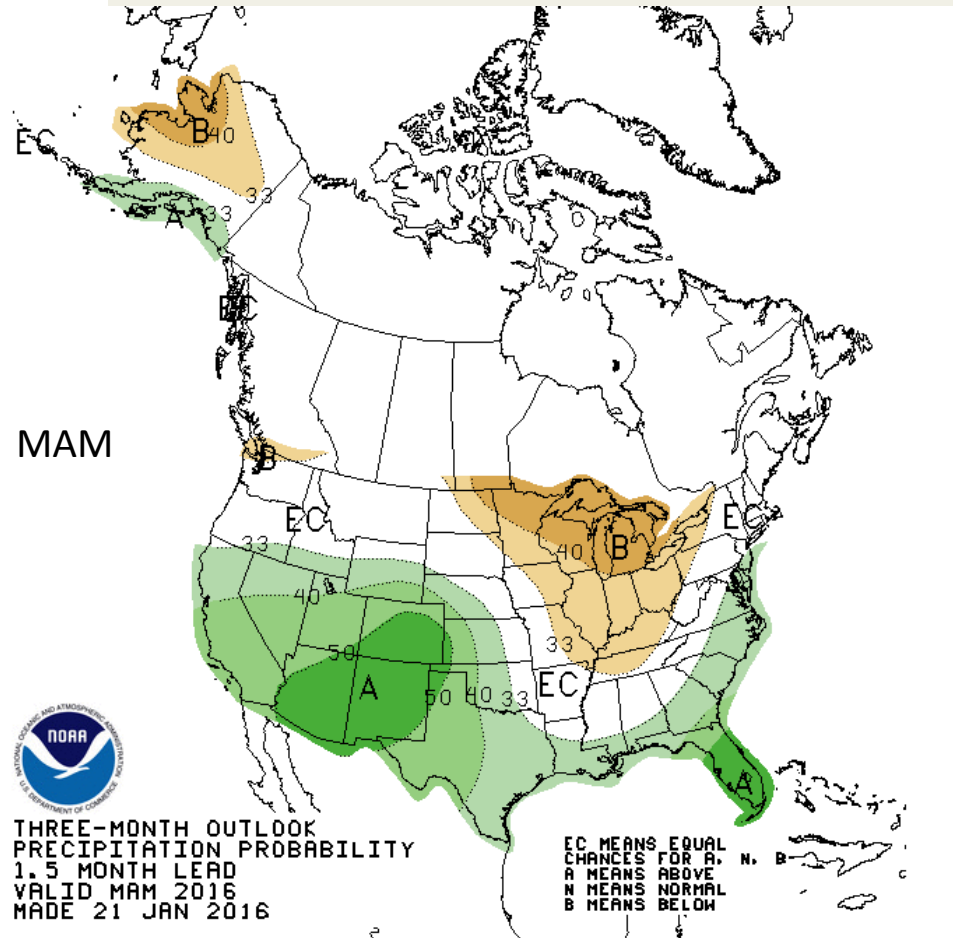 B 40
EC
33
A 33
EC
MAM
B
EC
EC
33
40
B
40
50
33
A
50 40 33
EC
A
NATIONAL OCEANIC AND ATMOSPHERIC ADMINISTRATION
NOAA
U.S. DEPARTMENT OF COMMERCE
THREE-MONTH OUTLOOK
PRECIPITATION PROBABILITY
1.5 MONTH LEAD
VALID MAM 2016
MADE 21 JAN 2016
EC MEANS EQUAL
CHANCES FOR A, N, B
A MEANS ABOVE
N MEANS NORMAL
B MEANS BELOW